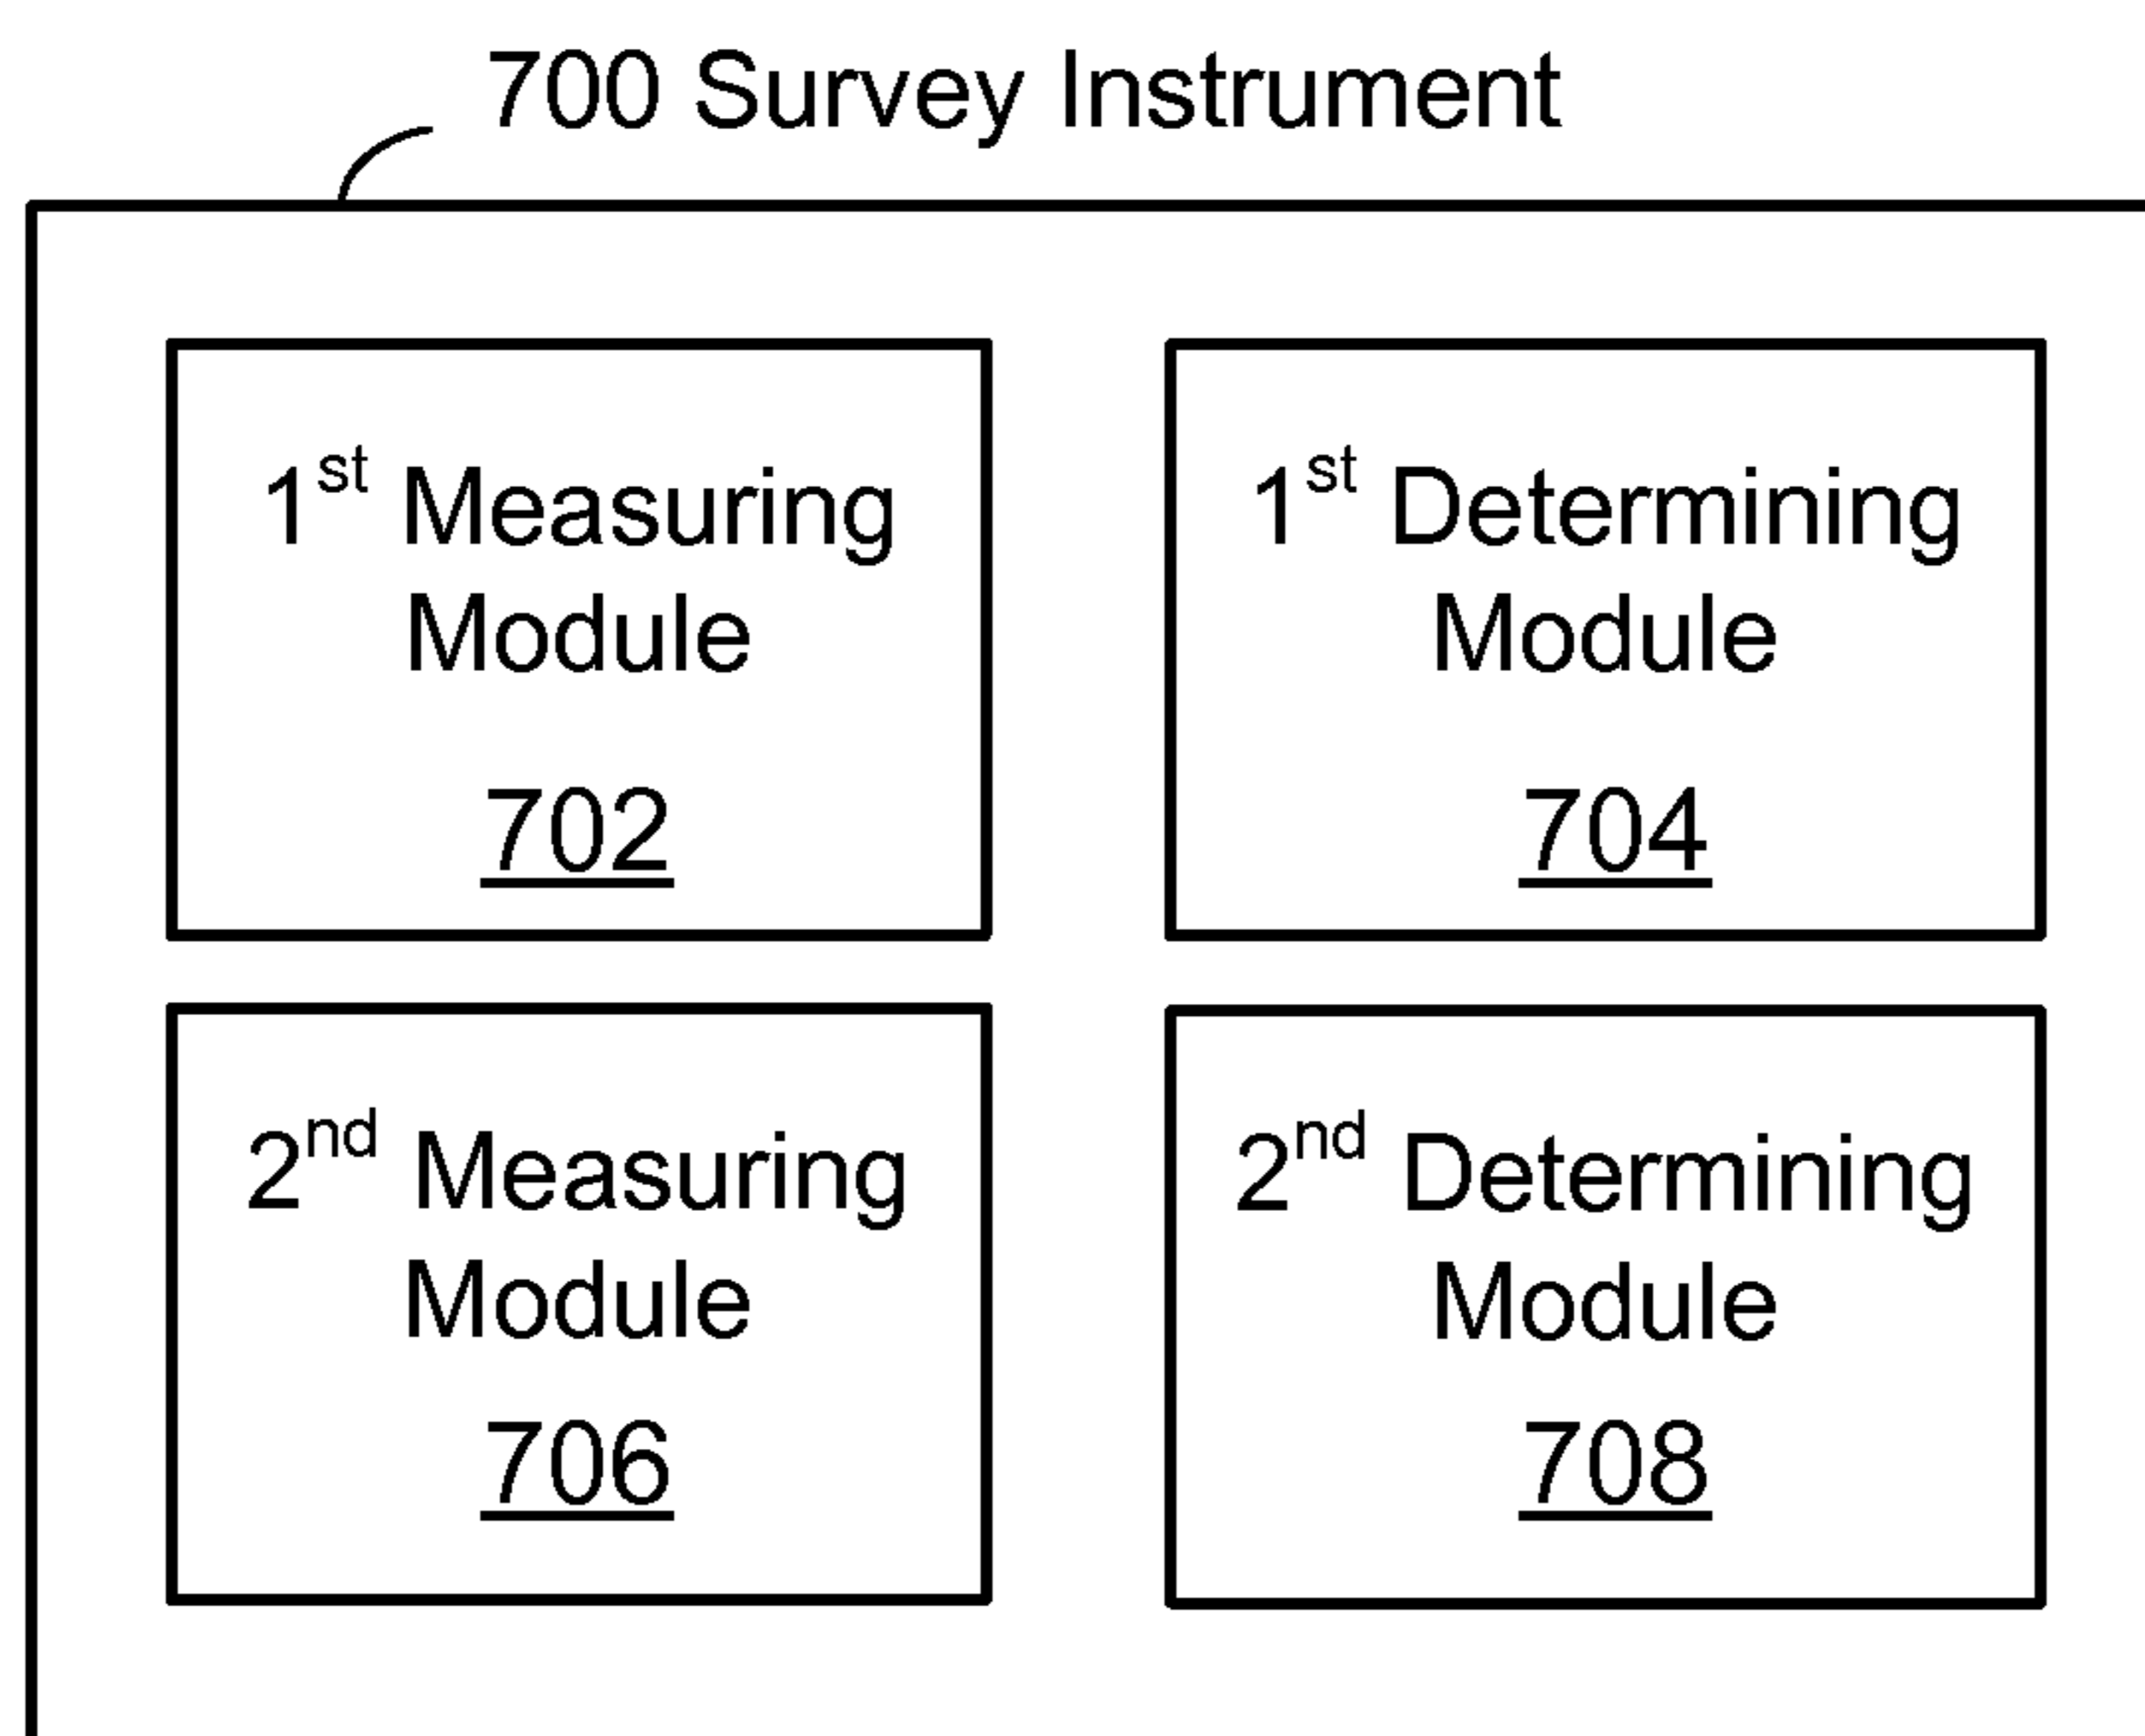 700 Survey Instrument
1st Measuring
Module
702
1st Determining
Module
704
2nd Measuring
Module
706
2nd Determining
Module
708